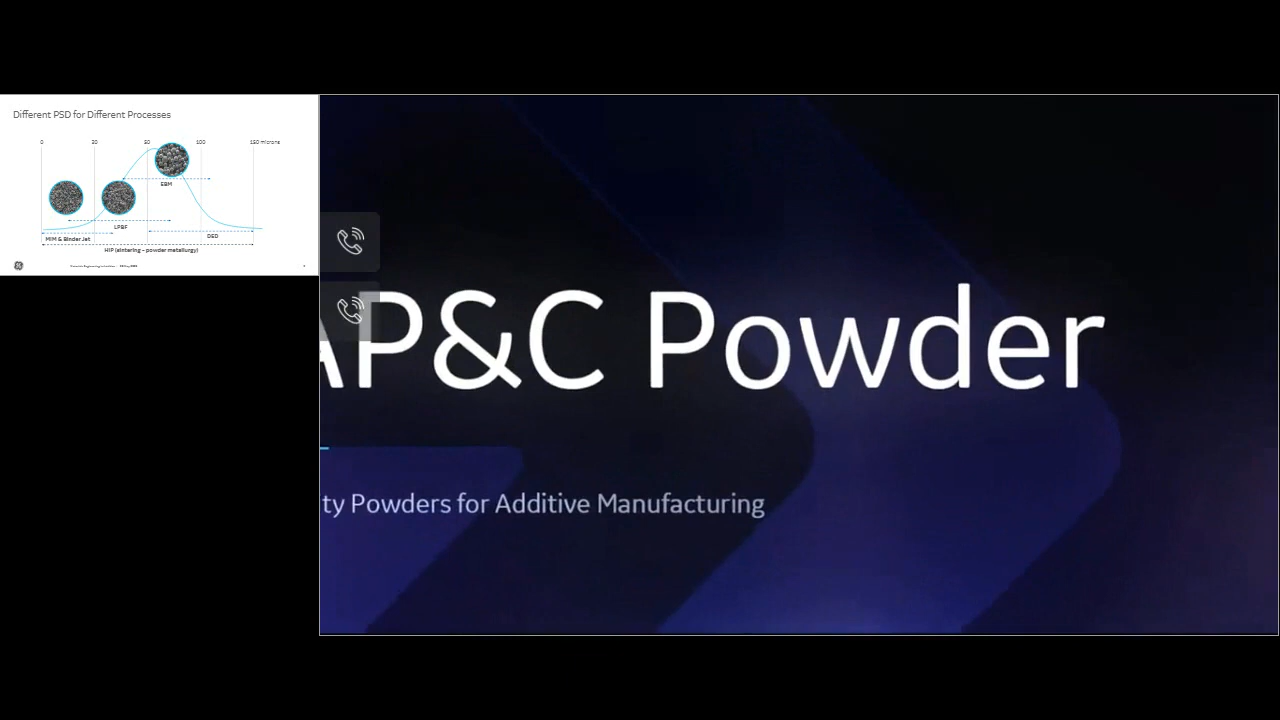 Different PSD for Different Processes
0
20
50
100
150 microns
EBM
LPBF
DED
MIM & Binder Jet
HIP (sintering – powder metallurgy)
AP&C Powder
ty Powders for Additive Manufacturing